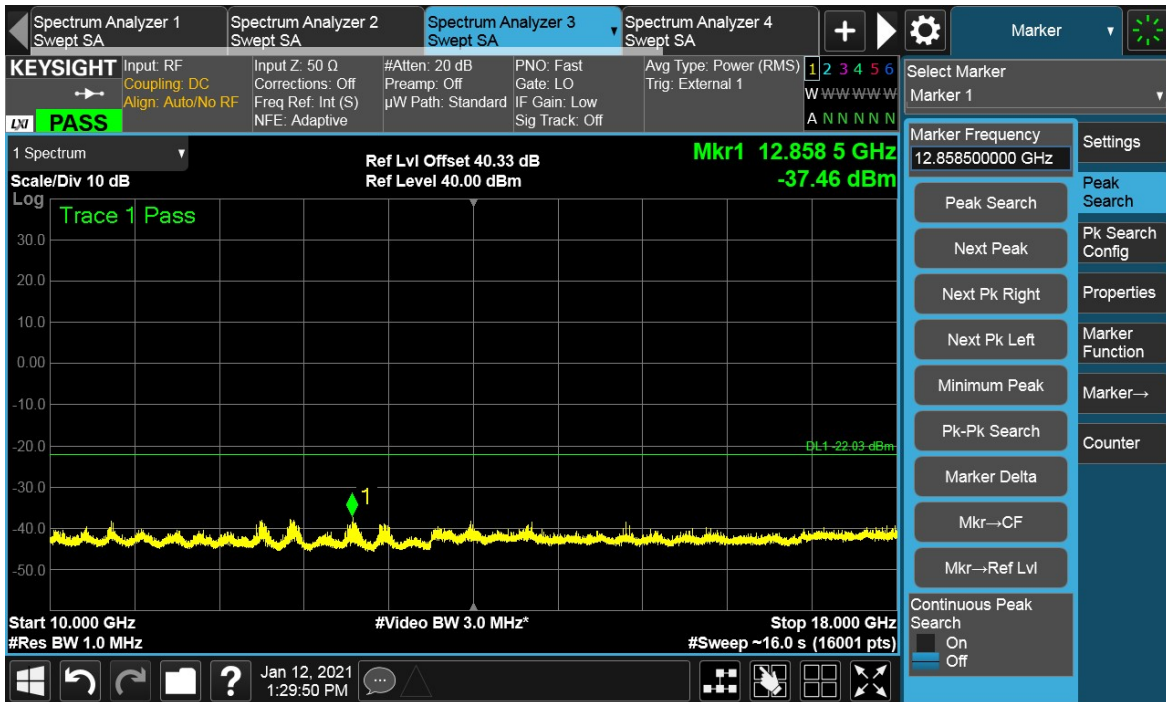 Spectrum Analyzer 1
Swept SA
Spectrum Analyzer 2
Swept SA
Spectrum Analyzer 3
Swept SA
Spectrum Analyzer 4
Swept SA
+
Marker
KEYSIGHT
LXI
PASS
Input: RF
Coupling: DC
Align: Auto/No RF
Input Z: 50 Ω
Corrections: Off
Freq Ref: Int (S)
NFE: Adaptive
#Atten: 20 dB
Preamp: Off
µW Path: Standard
PNO: Fast
Gate: LO
IF Gain: Low
Sig Track: Off
Avg Type: Power (RMS)
Trig: External 1
1 2 3 4 5 6
W W W W W W
A N N N N N
Select Marker
Marker 1
1 Spectrum
Scale/Div 10 dB
Log
Ref Lvl Offset 40.33 dB
Ref Level 40.00 dBm
Mkr1 12.858 5 GHz
-37.46 dBm
Trace 1 Pass
30.0
20.0
10.0
0.00
-10.0
-20.0
-30.0
-40.0
-50.0
DL1 -22.03 dBm
1
Start 10.000 GHz
#Res BW 1.0 MHz
#Video BW 3.0 MHz*
Stop 18.000 GHz
#Sweep ~16.0 s (16001 pts)
Marker Frequency
12.858500000 GHz
Peak Search
Next Peak
Next Pk Right
Next Pk Left
Minimum Peak
Pk-Pk Search
Marker Delta
Mkr→CF
Mkr→Ref Lvl
Continuous Peak
Search
On
Off
Settings
Peak
Search
Pk Search
Config
Properties
Marker
Function
Marker→
Counter
?
Jan 12, 2021
1:29:50 PM